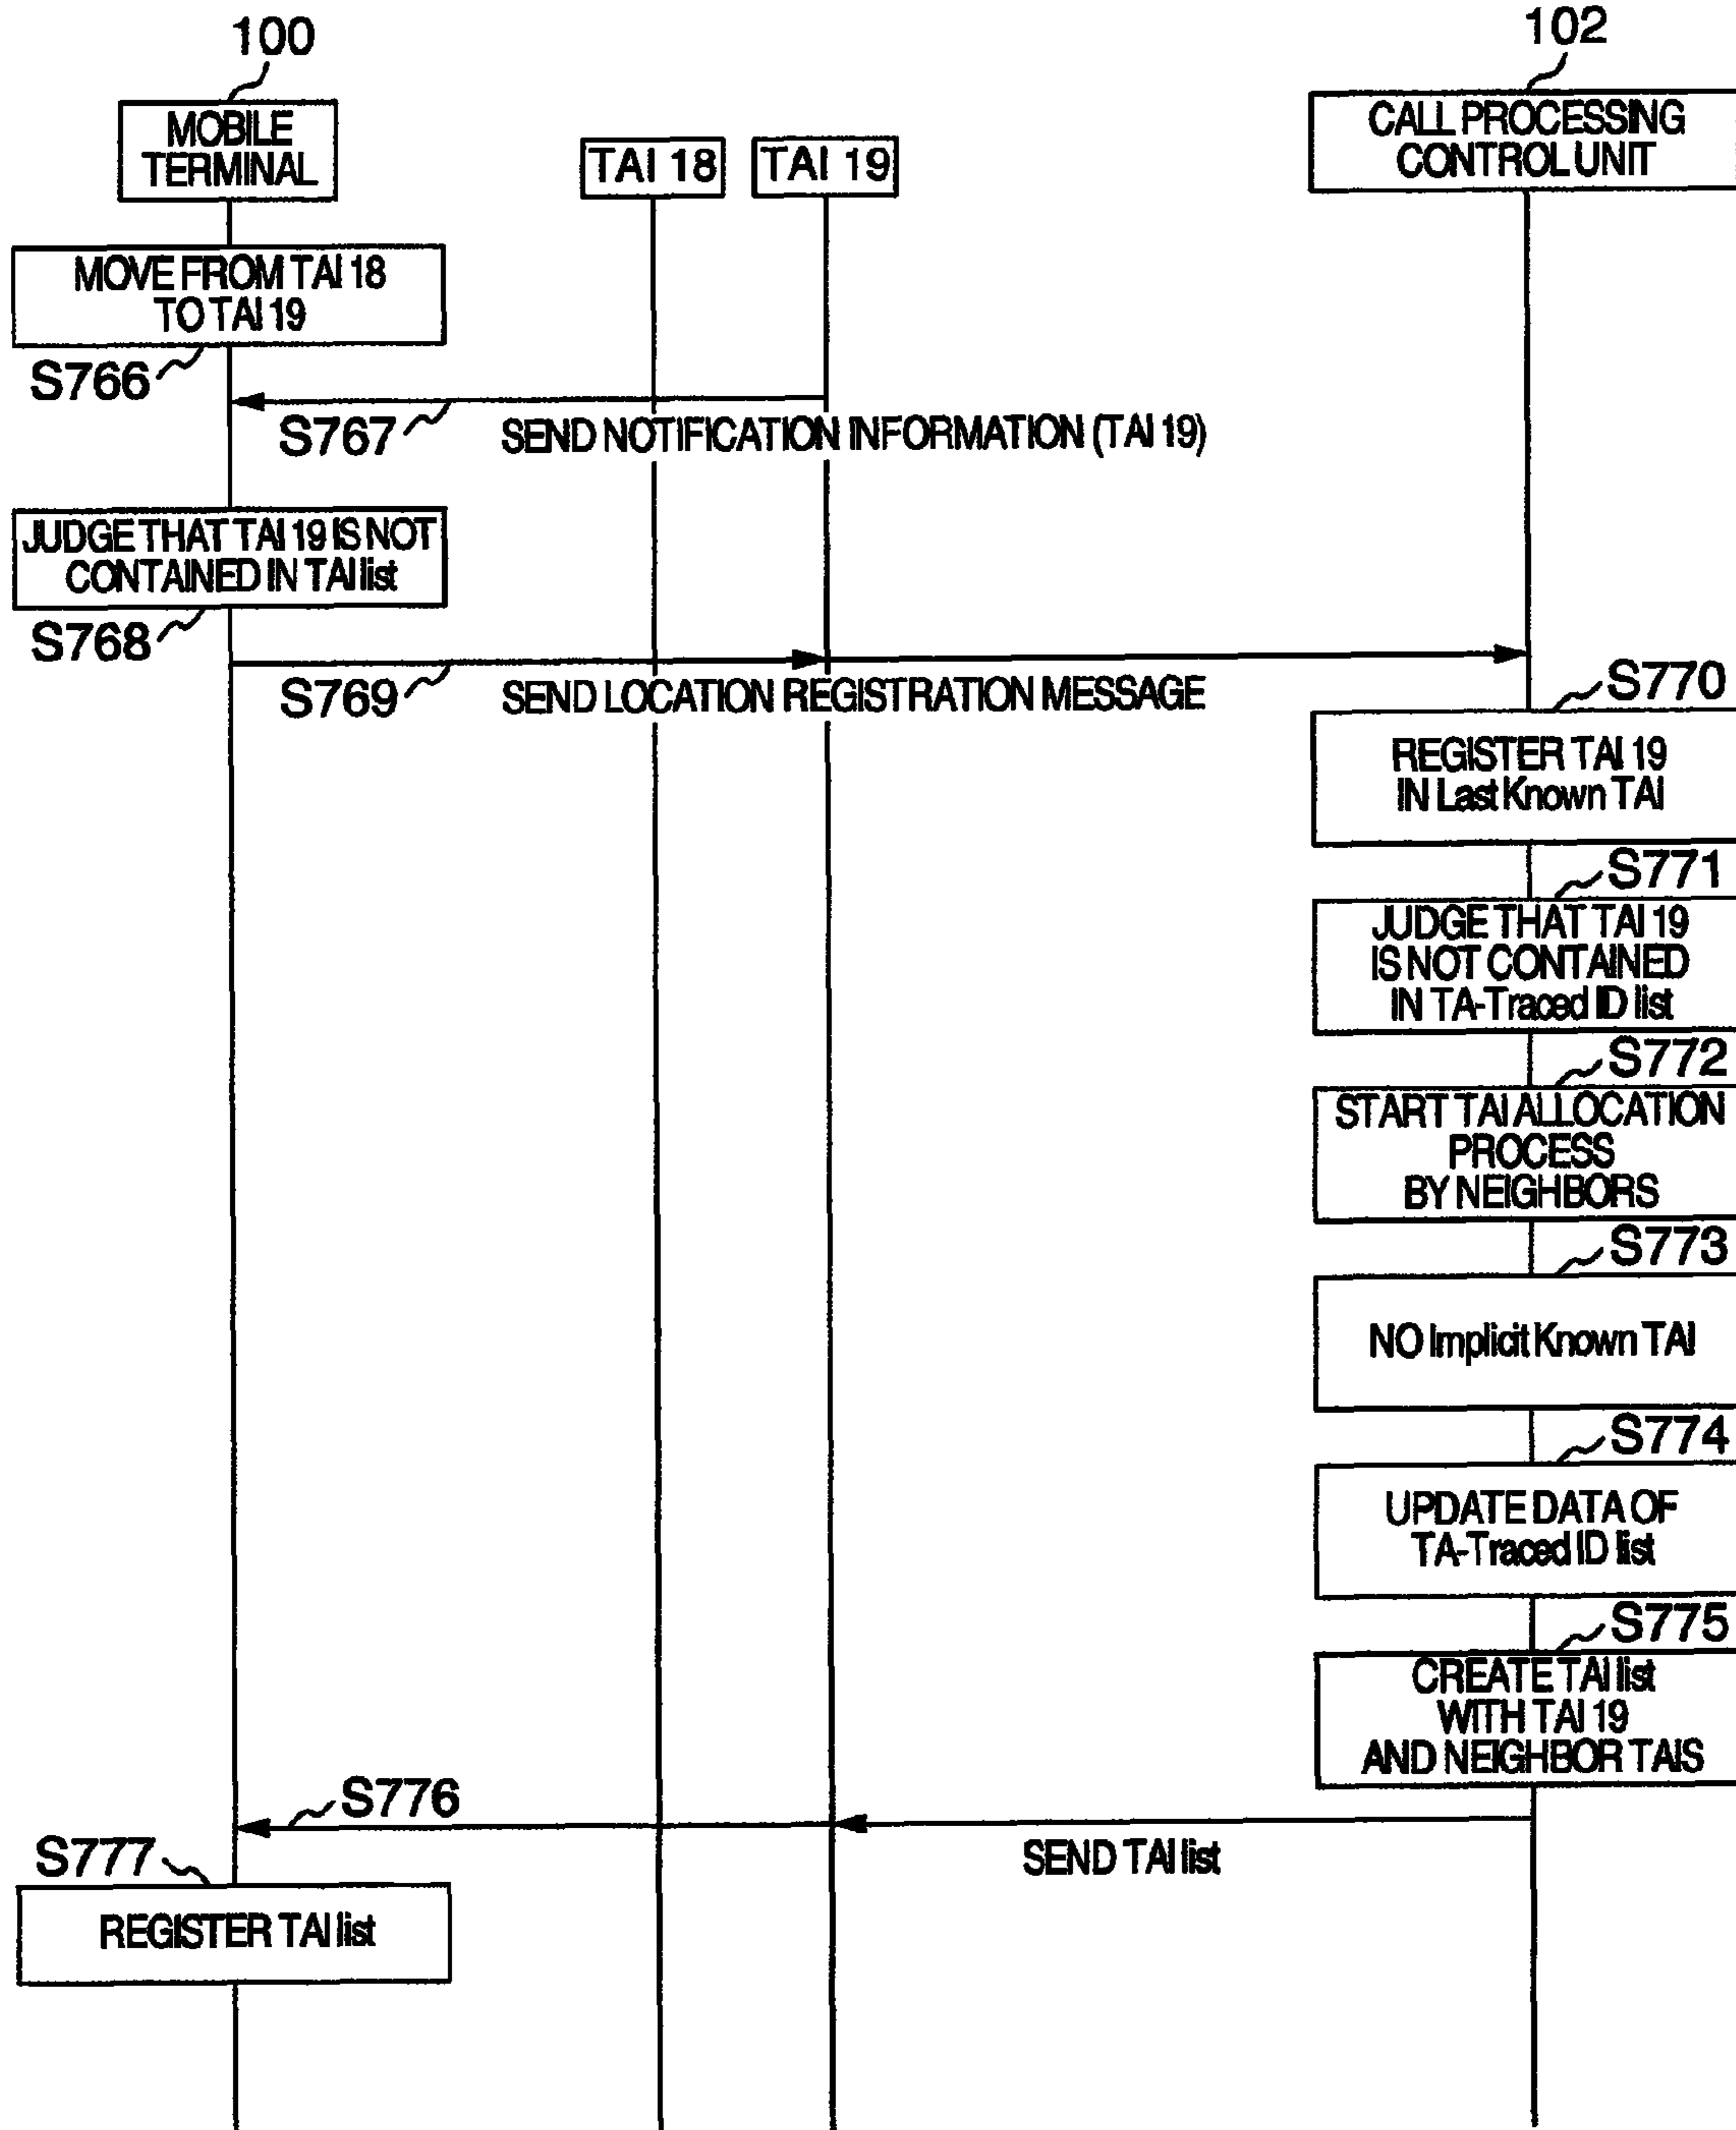 100
102
MOBILE
TERMINAL
TAI 18
TAI 19
CALL PROCESSING
CONTROL UNIT
MOVE FROM TAI 18
TO TAI 19
S766
S767
SEND NOTIFICATION INFORMATION (TAI 19)
JUDGE THAT TAI 19 IS NOT
CONTAINED IN TAI list
S768
S769
SEND LOCATION REGISTRATION MESSAGE
S770
REGISTER TAI 19
IN Last Known TAI
S771
JUDGE THAT TAI 19
IS NOT CONTAINED
IN TA-Traced ID list
S772
START TAI ALLOCATION
PROCESS
BY NEIGHBORS
S773
NO Implicit Known TAI
S774
UPDATE DATA OF
TA-Traced ID list
S775
CREATE TAI list
WITH TAI 19
AND NEIGHBOR TAIS
S776
SEND TAI list
S777
REGISTER TAI list